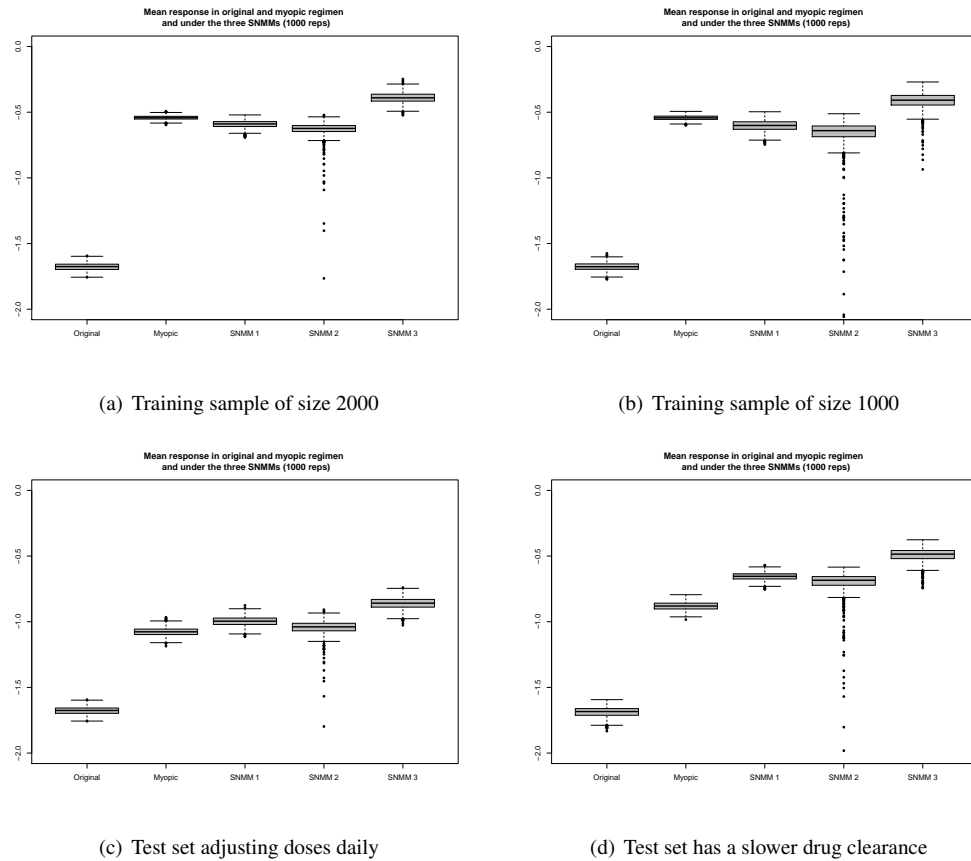 Mean response in original and myopic regimen
and under the three SNMMs (1000 reps)
0.0
−0.5
−1.0
−1.5
−2.0
Original Myopic SNMM 1 SNMM 2 SNMM 3
(a) Training sample of size 2000
Mean response in original and myopic regimen
and under the three SNMMs (1000 reps)
0.0
−0.5
−1.0
−1.5
−2.0
Original Myopic SNMM 1 SNMM 2 SNMM 3
(b) Training sample of size 1000
Mean response in original and myopic regimen
and under the three SNMMs (1000 reps)
0.0
−0.5
−1.0
−1.5
−2.0
Original Myopic SNMM 1 SNMM 2 SNMM 3
(c) Test set adjusting doses daily
Mean response in original and myopic regimen
and under the three SNMMs (1000 reps)
0.0
−0.5
−1.0
−1.5
−2.0
Original Myopic SNMM 1 SNMM 2 SNMM 3
(d) Test set has a slower drug clearance